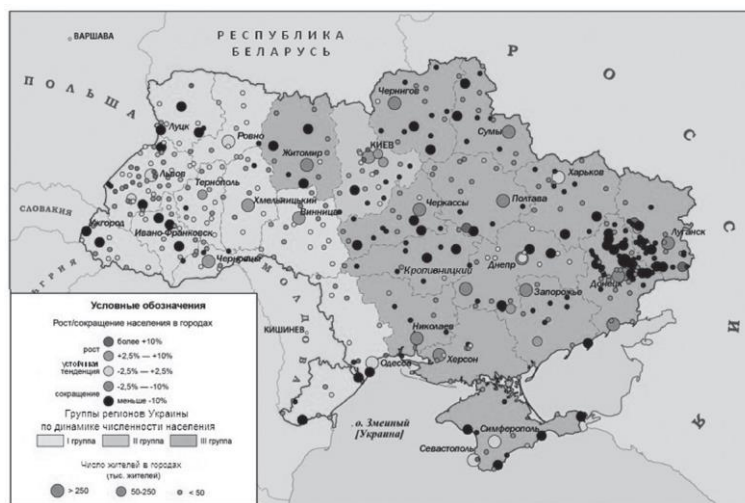 РЕСПУБЛИКА
БЕЛАРУСЬ
ВАРШАВА
ПОЛЬША
РОССИЯ
Чернигов
Луцк
Ровно
Сумы
Житомир
КИЕВ
Львов
Харьков
Тернополь
СЛОВАКИЯ
Хмельницкий
Черкассы
Полтава
Винница
Ужгород
Луганск
Ивано-Франковск
Кропивницкий
Днепр
Донецк
Черновцы
МОЛДОВА
Запорожье
КИШИНЕВ
Николаев
Херсон
Одесса
о. Змеиный
[Украина]
Симферополь
Севастополь
Условные обозначения
Рост/сокращение населения в городах
рост
более +10%
+2,5% — +10%
тенденция
-2,5% — +2,5%
сокращение
-2,5% — -10%
меньше -10%
Группы регионов Украины
по динамике численности населения
I группа
II группа
III группа
Число жителей в городах
(тыс. жителей)
> 250
50-250
< 50